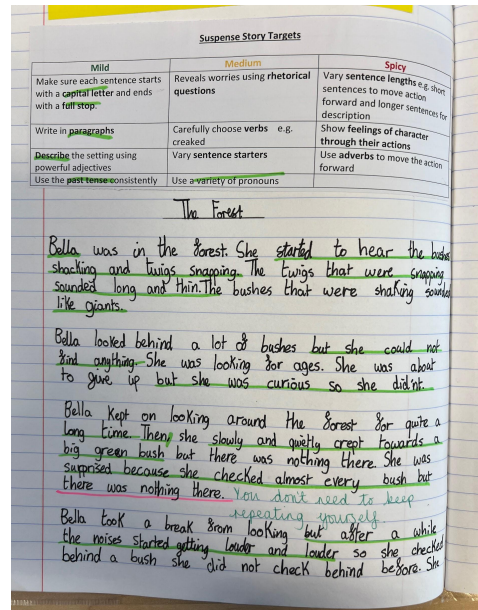 Suspense Story Targets
Mild
Medium
Spicy
Make sure each sentence starts
with a capital letter and ends
with a full stop.
Reveals worries using rhetorical
questions
Vary sentence lengths e.g. short
sentences to move action
forward and longer sentences for
description
Write in paragraphs
Carefully choose verbs e.g.
creaked
Show feelings of character
through their actions
Describe the setting using
powerful adjectives
Vary sentence starters
Use adverbs to move the action
forward
Use the past tense consistently
Use a variety of pronouns
The Forest
Bella was in the forest. She started to hear the bushes
shacking and twigs snapping. The twigs that were snapping
sounded long and thin. The bushes that were shaking sounded
like giants.
Bella looked behind a lot of bushes but she could not
find anything. She was looking for ages. She was about
to give up but she was curious so she did'nt.
Bella kept on looking around the forest for quite a
long time. Then, she slowly and quietly crept towards a
big green bush but there was nothing there. She was
supprised because she checked almost every bush but
there was nothing there. You don't need to keep
repeating yourself.
Bella took a break from looking but after a while
the noises started getting louder and louder so she checked
behind a bush she did not check behind before. She